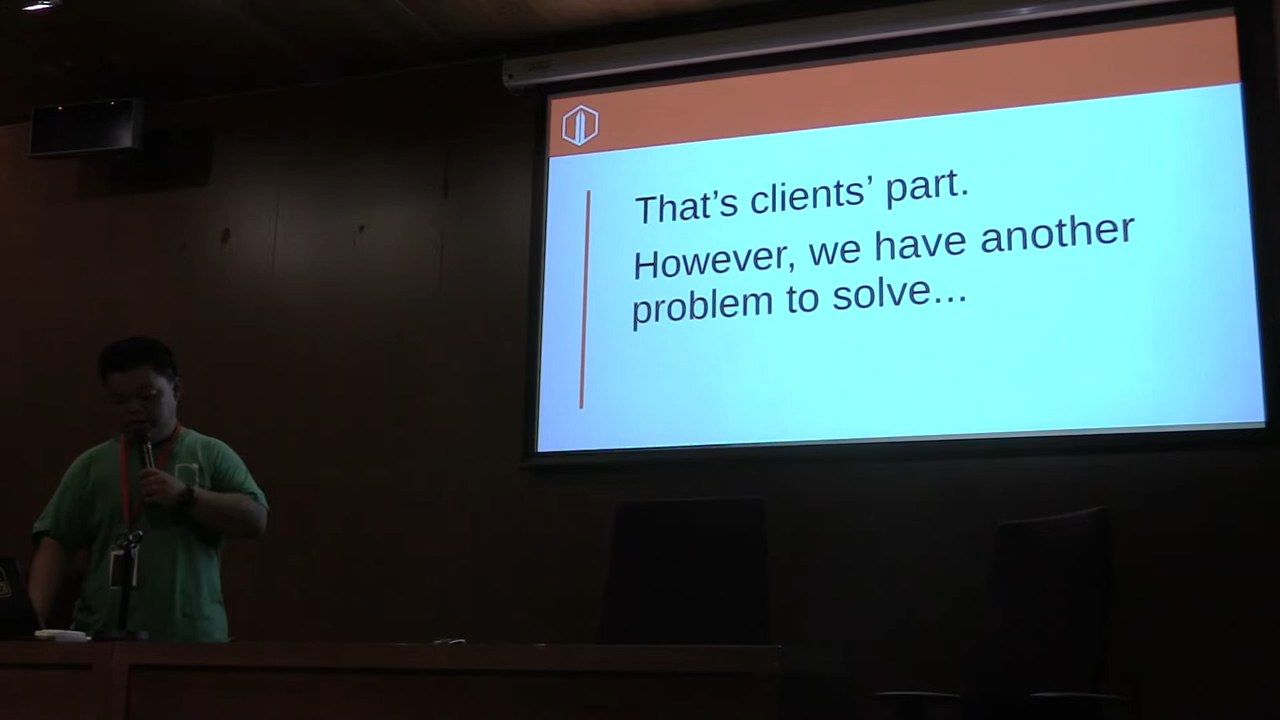 That’s clients’ part.
However, we have another
problem to solve...